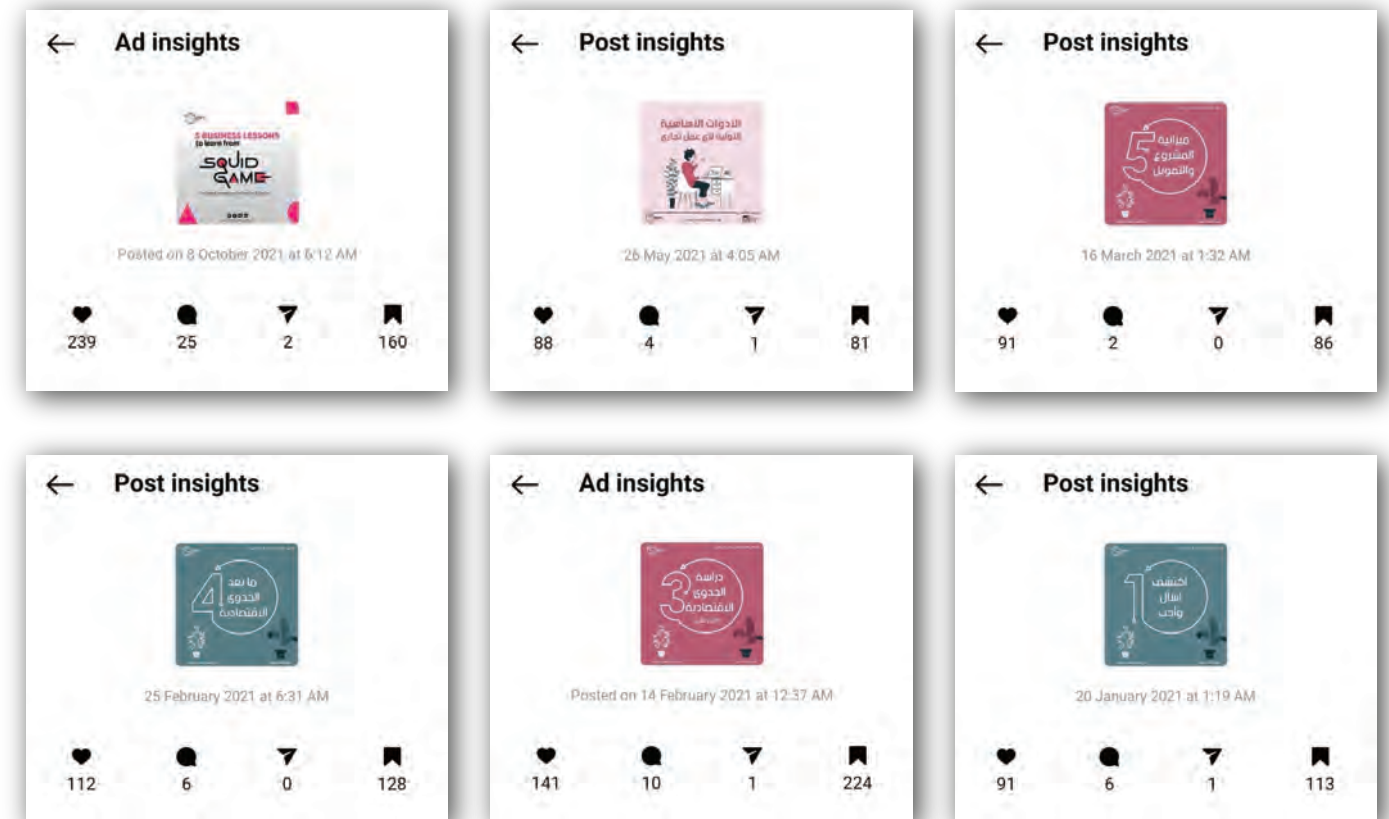 Ad insights
5 BUSINESS LESSONS
to learn from
SQUID
GAME
Posted on 8 October 2021 at 6:12 AM
239 25 2 160
Post insights
الأدوات الأساسية
الأولية لأي عمل تجاري
26 May 2021 at 4:05 AM
88 4 1 81
Post insights
5
ميزانية
المشروع
والتمويل
16 March 2021 at 1:32 AM
91 2 0 86
Post insights
4
ما بعد
الجدوى
الاقتصادية
25 February 2021 at 6:31 AM
112 6 0 128
Ad insights
3
دراسة
الجدوى
الاقتصادية
Posted on 14 February 2021 at 12:37 AM
141 10 1 224
Post insights
1
اكتشف
اسأل
وأجب
20 January 2021 at 1:19 AM
91 6 1 113